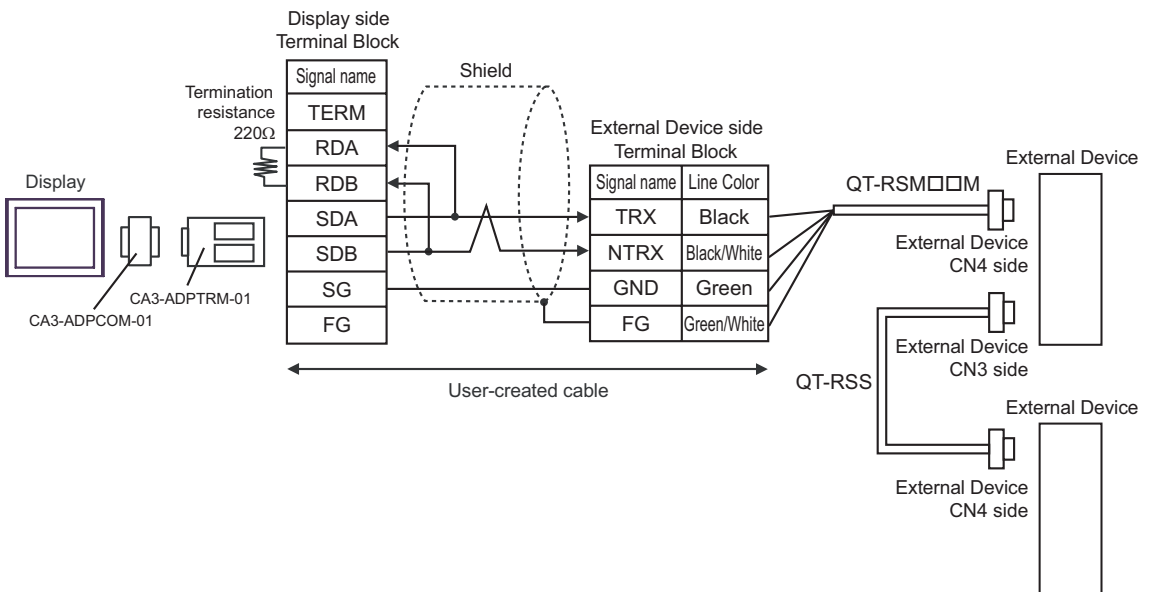 Display side
Terminal Block
Signal name
TERM
RDA
RDB
SDA
SDB
SG
FG
Termination
resistance
220Ω
Shield
Display
CA3-ADPCOM-01
CA3-ADPTRM-01
External Device side
Terminal Block
Signal name Line Color
TRX Black
NTRX Black/White
GND Green
FG Green/White
User-created cable
QT-RSM□□M
External Device
External Device
CN4 side
External Device
CN3 side
QT-RSS
External Device
External Device
CN4 side